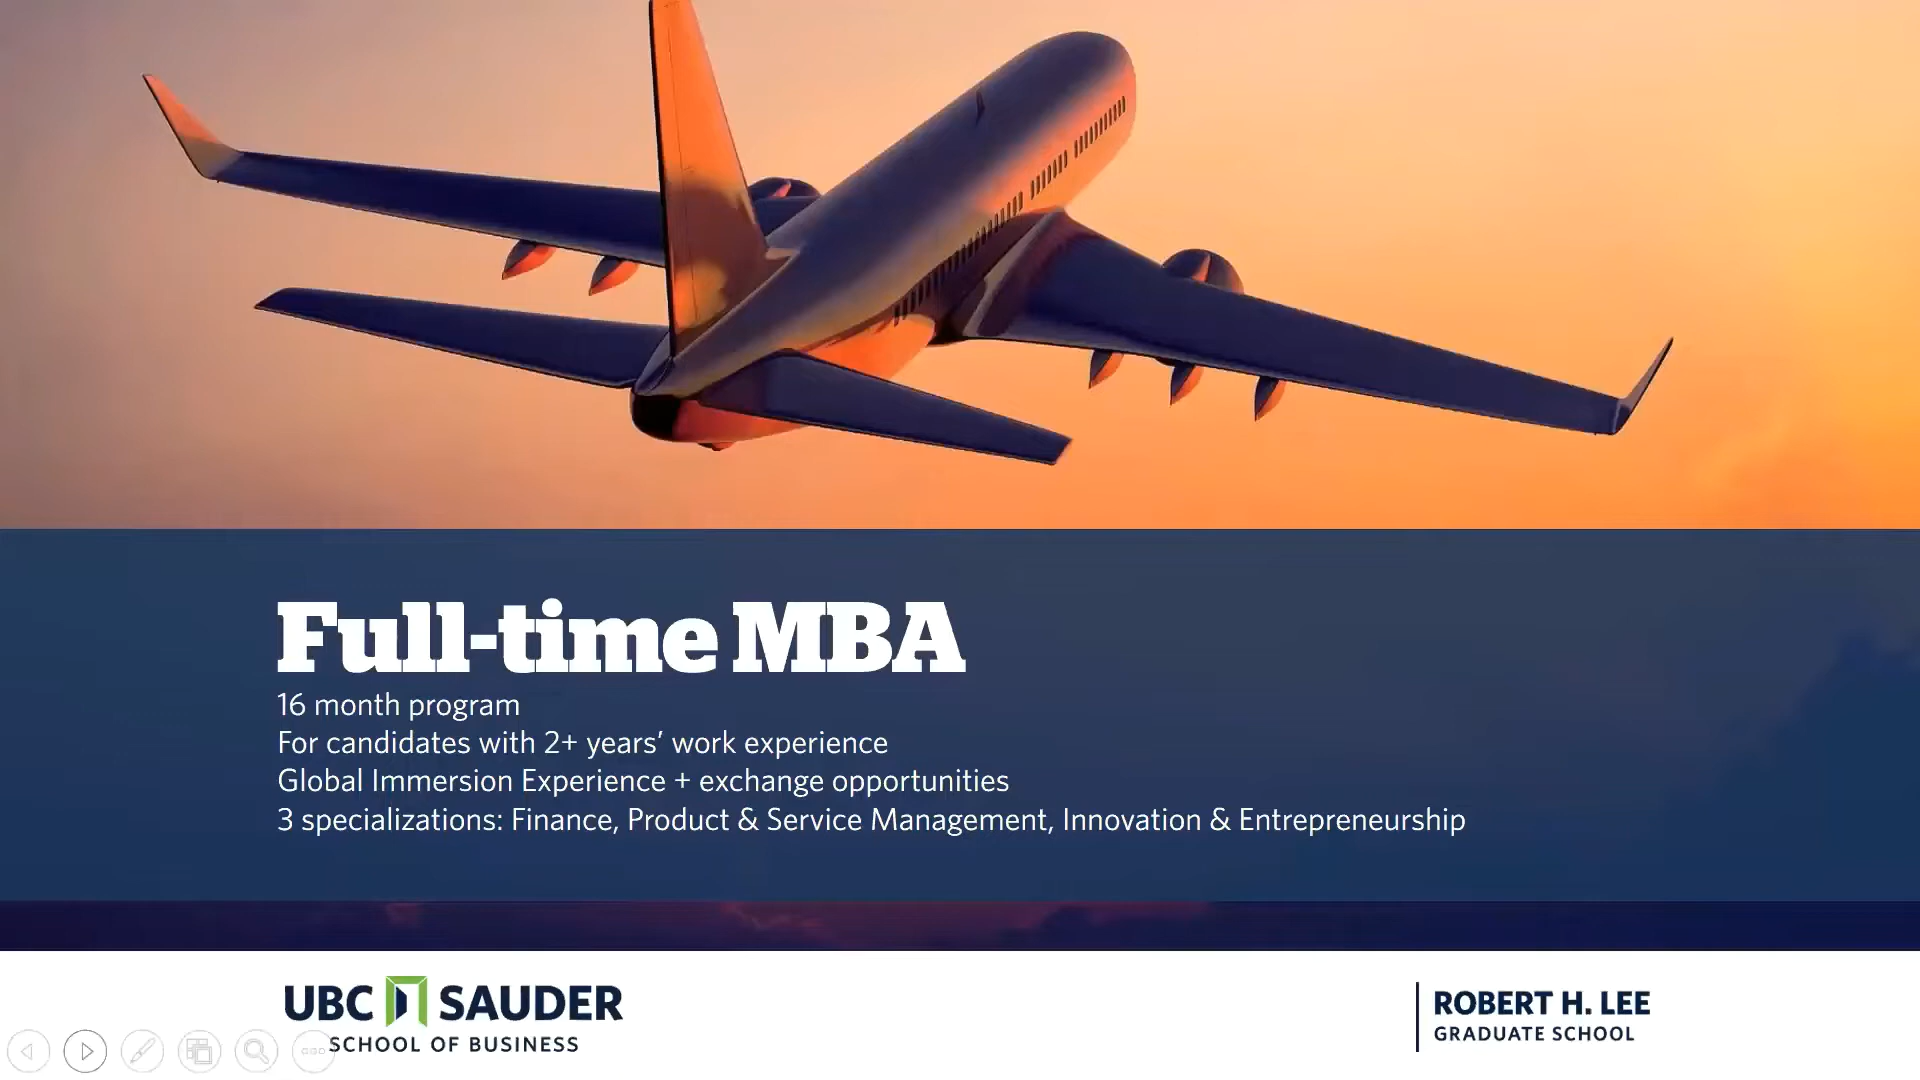 Full-time MBA
16 month program
For candidates with 2+ years’ work experience
Global Immersion Experience + exchange opportunities
3 specializations: Finance, Product & Service Management, Innovation & Entrepreneurship
UBC SAUDER
SCHOOL OF BUSINESS
ROBERT H. LEE
GRADUATE SCHOOL